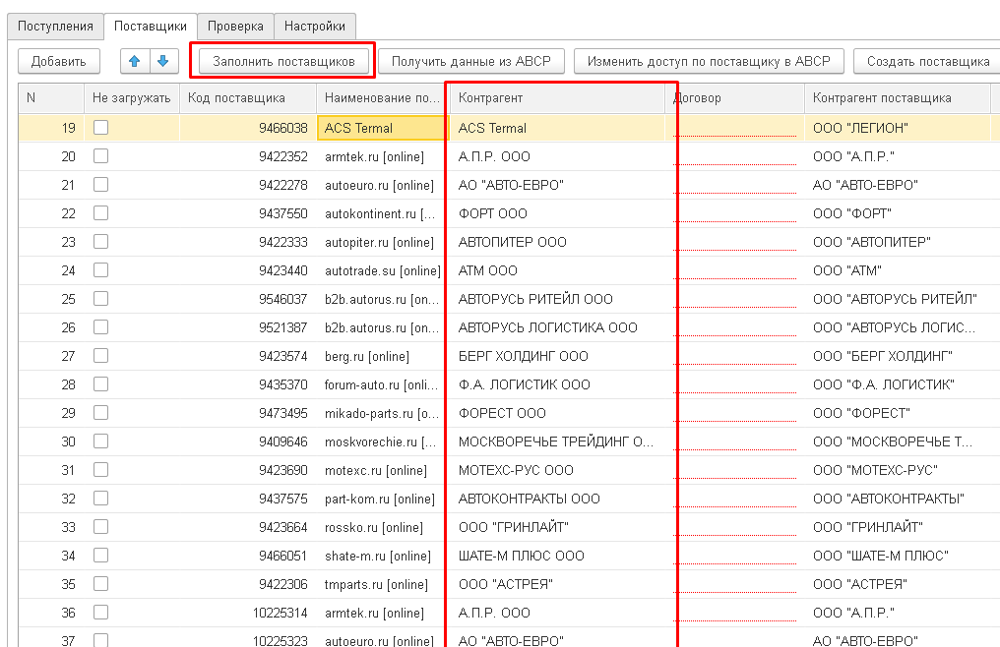 Поступления Поставщики Проверка Настройки
Добавить Заполнить поставщиков Получить данные из АВСР Изменить доступ по поставщику в АВСР Создать поставщика
N Не загружать Код поставщика Наименование по... Контрагент Договор Контрагент поставщика
19 9466038 ACS Termal ACS Termal ООО "ЛЕГИОН"
20 9422352 armtek.ru [online] А.П.Р. ООО ООО "А.П.Р."
21 9422278 autoeuro.ru [online] АО "АВТО-ЕВРО" АО "АВТО-ЕВРО"
22 9437550 autokontinent.ru [... ФОРТ ООО ООО "ФОРТ"
23 9422333 autopiter.ru [online] АВТОПИТЕР ООО ООО "АВТОПИТЕР"
24 9423440 autotrade.su [online] АТМ ООО ООО "АТМ"
25 9546037 b2b.autorus.ru [on... АВТОРУСЬ РИТЕЙЛ ООО ООО "АВТОРУСЬ РИТЕЙЛ"
26 9521387 b2b.autorus.ru [on... АВТОРУСЬ ЛОГИСТИКА ООО ООО "АВТОРУСЬ ЛОГИС...
27 9423574 berg.ru [online] БЕРГ ХОЛДИНГ ООО ООО "БЕРГ ХОЛДИНГ"
28 9435370 forum-auto.ru [onli... Ф.А. ЛОГИСТИК ООО ООО "Ф.А. ЛОГИСТИК"
29 9473495 mikado-parts.ru [o... ФОРЕСТ ООО ООО "ФОРЕСТ"
30 9409646 moskvorechie.ru [... МОСКВОРЕЧЬЕ ТРЕЙДИНГ О... ООО "МОСКВОРЕЧЬЕ Т...
31 9423690 motexc.ru [online] МОТЕХС-РУС ООО ООО "МОТЕХС-РУС"
32 9437575 part-kom.ru [online] АВТОКОНТРАКТЫ ООО ООО "АВТОКОНТРАКТЫ"
33 9423664 rossko.ru [online] ООО "ГРИНЛАЙТ" ООО "ГРИНЛАЙТ"
34 9466051 shate-m.ru [online] ШАТЕ-М ПЛЮС ООО ООО "ШАТЕ-М ПЛЮС"
35 9422306 tmparts.ru [online] ООО "АСТРЕЯ" ООО "АСТРЕЯ"
36 10225314 armtek.ru [online] А.П.Р. ООО ООО "А.П.Р."
37 10225323 autoeuro.ru [online] АО "АВТО-ЕВРО" АО "АВТО-ЕВРО"